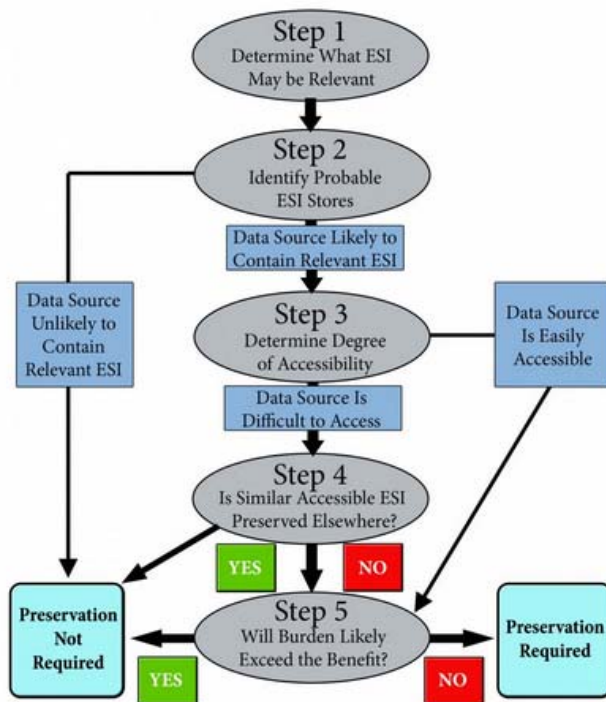 Step 1
Determine What ESI
May be Relevant
Step 2
Identify Probable
ESI Stores
Data Source Likely to
Contain Relevant ESI
Data Source
Unlikely to
Contain
Relevant ESI
Step 3
Determine Degree
of Accessibility
Data Source
Is Easily
Accessible
Data Source Is
Difficult to Access
Step 4
Is Similar Accessible ESI
Preserved Elsewhere?
YES
NO
Preservation
Not
Required
Step 5
Will Burden Likely
Exceed the Benefit?
Preservation
Required
YES
NO